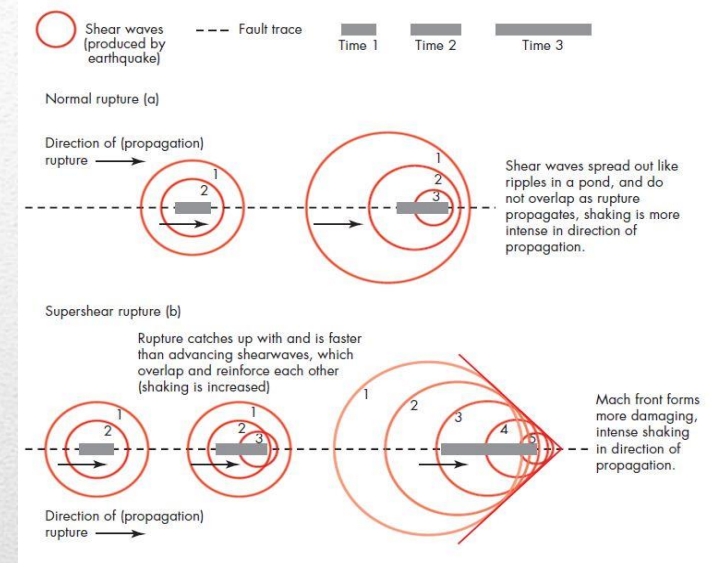 Shear waves
(produced by
earthquake)
Fault trace
Time 1
Time 2
Time 3
Normal rupture (a)
Direction of (propagation)
rupture
1
2
1
2
3
Shear waves spread out like
ripples in a pond, and do
not overlap as rupture
propagates, shaking is more
intense in direction of
propagation.
Supershear rupture (b)
Rupture catches up with and is faster
than advancing shearwaves, which
overlap and reinforce each other
(shaking is increased)
1
2
1
2
3
1
2
3
4
5
Mach front forms
more damaging,
intense shaking
in direction of
propagation.
Direction of (propagation)
rupture